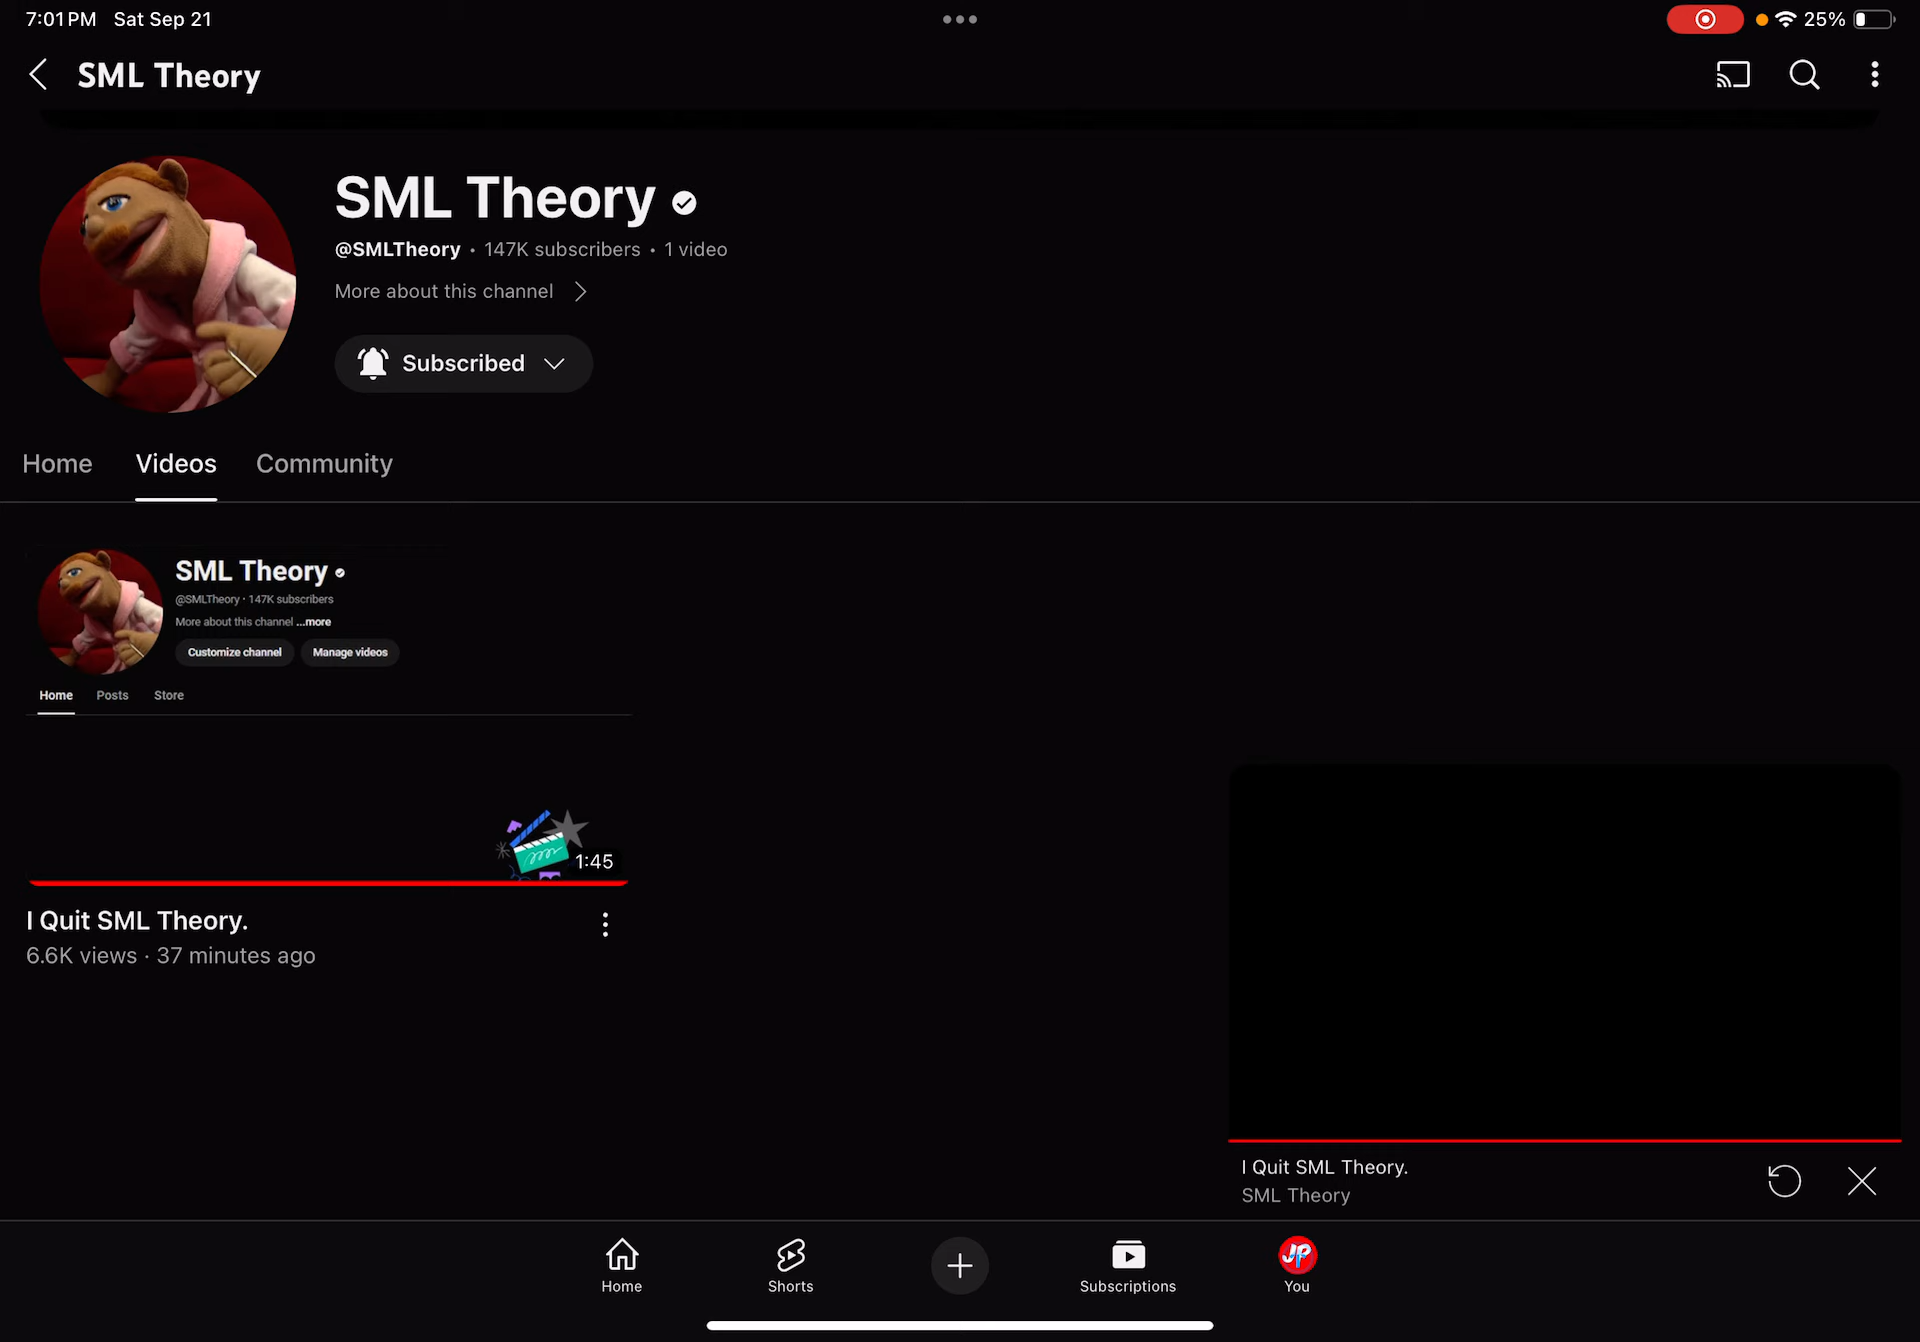 7:01 PM Sat Sep 21
25%
SML Theory
SML Theory
@SMLTheory • 147K subscribers • 1 video
More about this channel
Subscribed
Home Videos Community
SML Theory
@SMLTheory • 147K subscribers
More about this channel ...more
Customize channel Manage videos
Home Posts Store
1:45
I Quit SML Theory.
6.6K views · 37 minutes ago
I Quit SML Theory.
SML Theory
JP
Home Shorts Subscriptions You